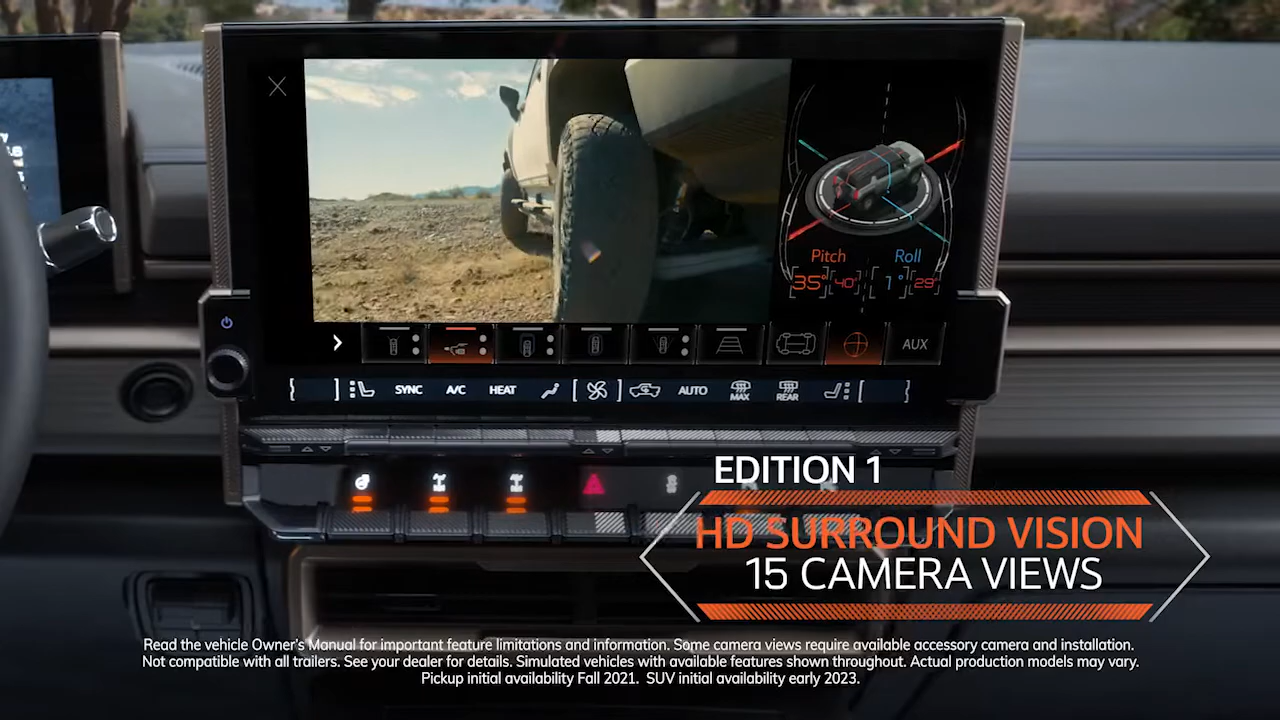 Pitch Roll
35° 40° 1° 29°
AUX
SYNC A/C HEAT AUTO MAX REAR
EDITION 1
HD SURROUND VISION
15 CAMERA VIEWS
Read the vehicle Owner's Manual for important feature limitations and information. Some camera views require available accessory camera and installation.
Not compatible with all trailers. See your dealer for details. Simulated vehicles with available features shown throughout. Actual production models may vary.
Pickup initial availability Fall 2021. SUV initial availability early 2023.